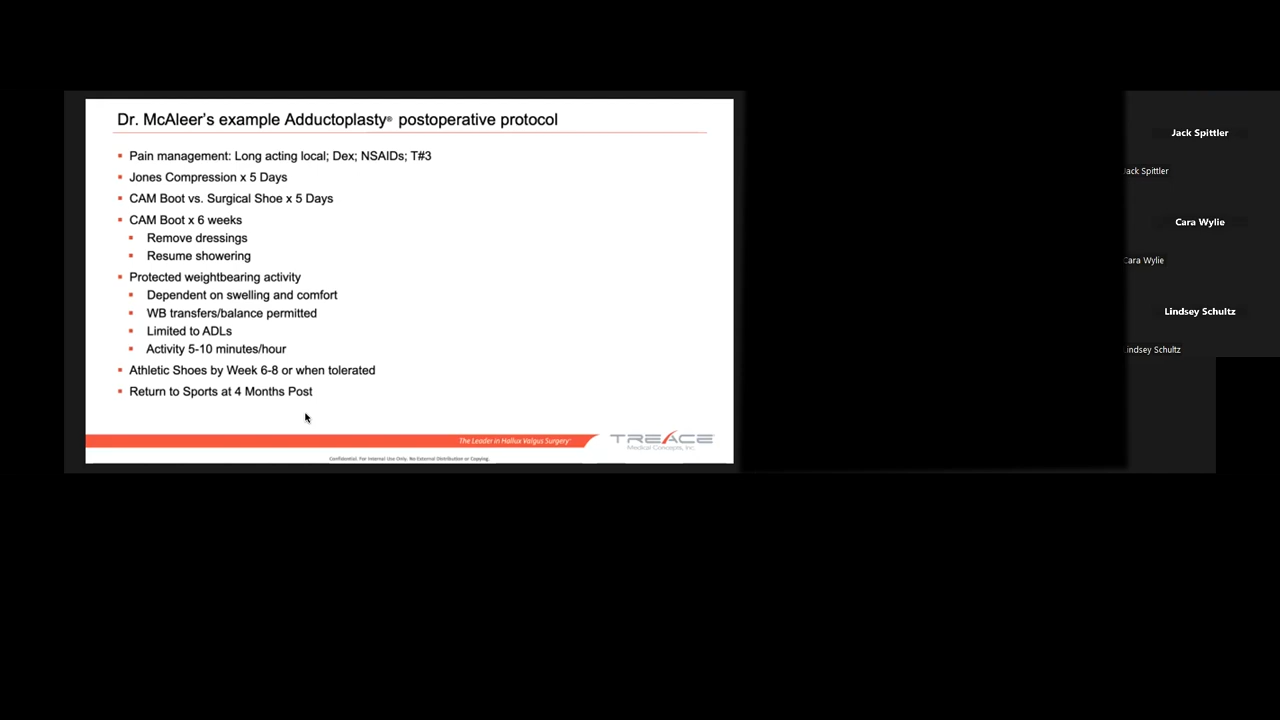 Dr. McAleer's example Adductoplasty® postoperative protocol
Pain management: Long acting local; Dex; NSAIDs; T#3
Jones Compression x 5 Days
CAM Boot vs. Surgical Shoe x 5 Days
CAM Boot x 6 weeks
Remove dressings
Resume showering
Protected weightbearing activity
Dependent on swelling and comfort
WB transfers/balance permitted
Limited to ADLs
Activity 5-10 minutes/hour
Athletic Shoes by Week 6-8 or when tolerated
Return to Sports at 4 Months Post
The Leader in Hallux Valgus Surgery®
TREACE
Medical Concepts, Inc.
Confidential. For Internal Use Only. No External Distribution or Copying.
Jack Spittler
Jack Spittler
Cara Wylie
Cara Wylie
Lindsey Schultz
Lindsey Schultz